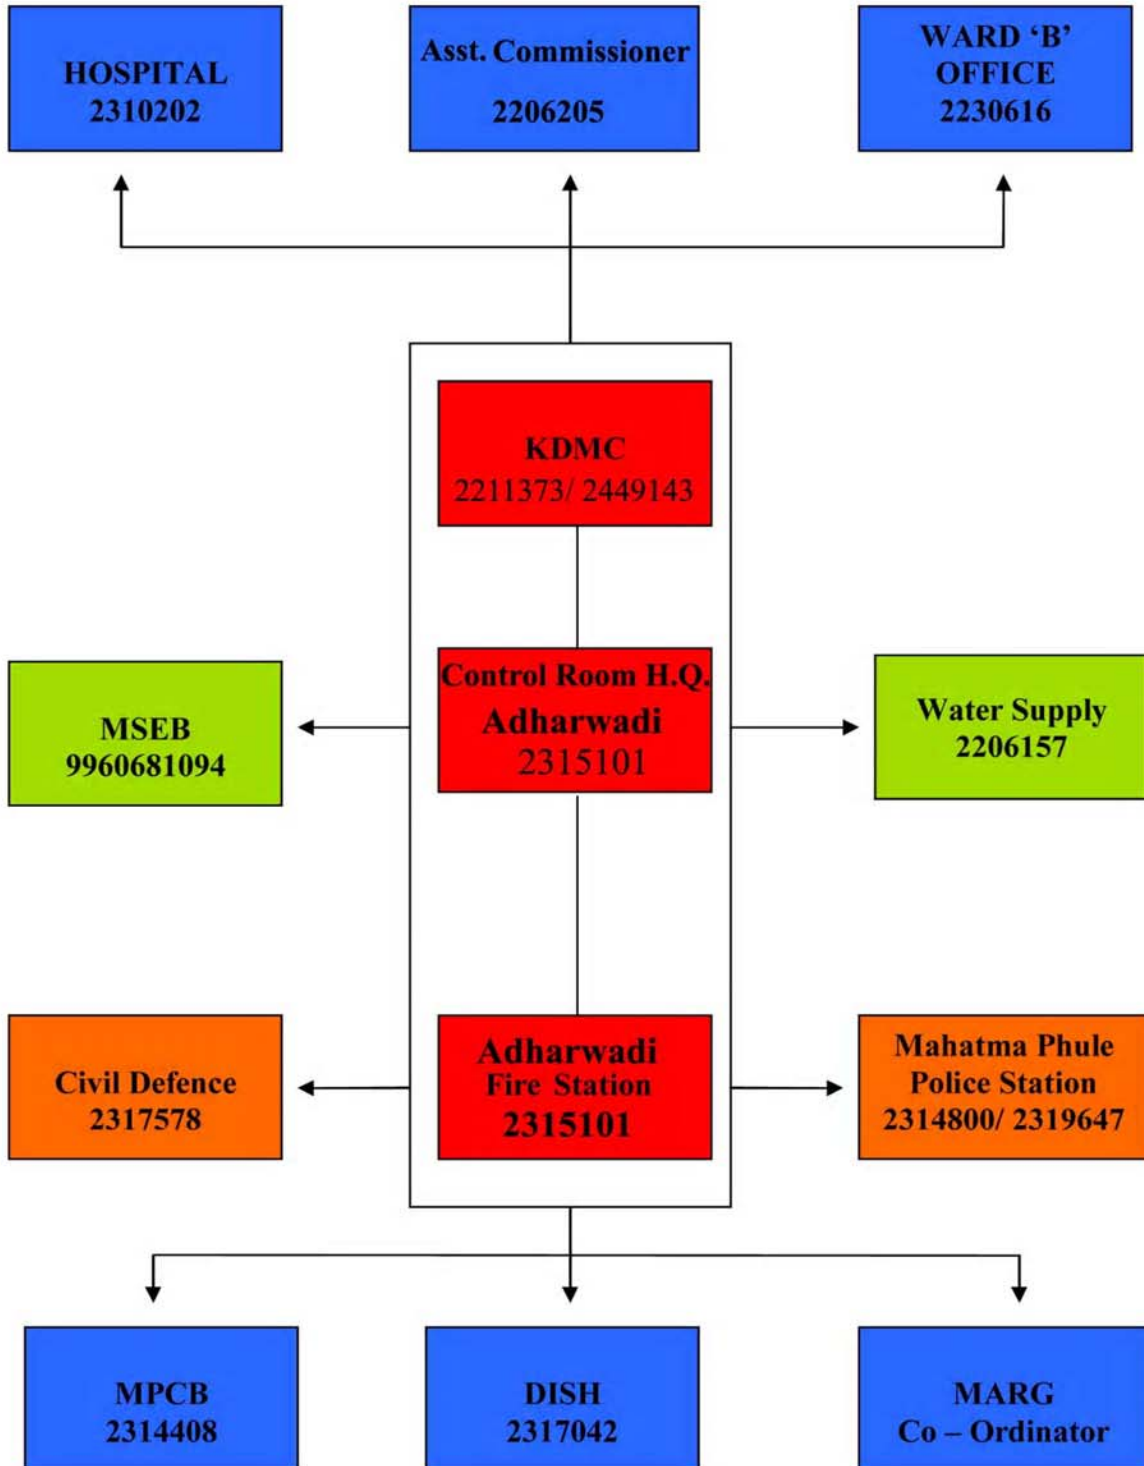 HOSPITAL
2310202
Asst. Commissioner
2206205
WARD ‘B’
OFFICE
2230616
KDMC
2211373/ 2449143
MSEB
9960681094
Control Room H.Q.
Adharwadi
2315101
Water Supply
2206157
Civil Defence
2317578
Adharwadi
Fire Station
2315101
Mahatma Phule
Police Station
2314800/ 2319647
MPCB
2314408
DISH
2317042
MARG
Co – Ordinator